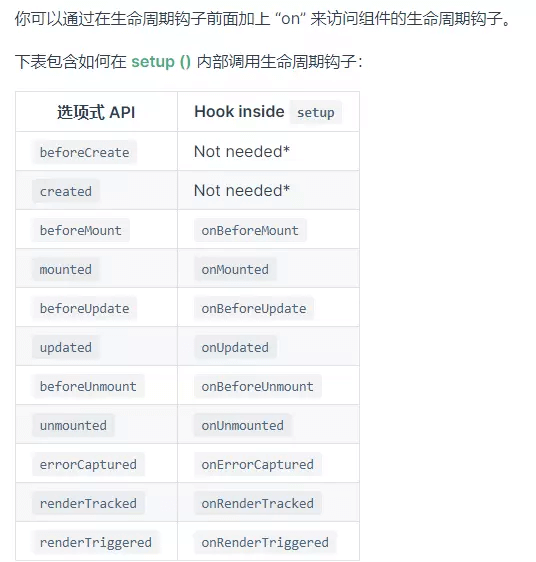 你可以通过在生命周期钩子前面加上 “on” 来访问组件的生命周期钩子。
下表包含如何在 setup () 内部调用生命周期钩子：
选项式 API Hook inside setup
beforeCreate Not needed*
created Not needed*
beforeMount onBeforeMount
mounted onMounted
beforeUpdate onBeforeUpdate
updated onUpdated
beforeUnmount onBeforeUnmount
unmounted onUnmounted
errorCaptured onErrorCaptured
renderTracked onRenderTracked
renderTriggered onRenderTriggered